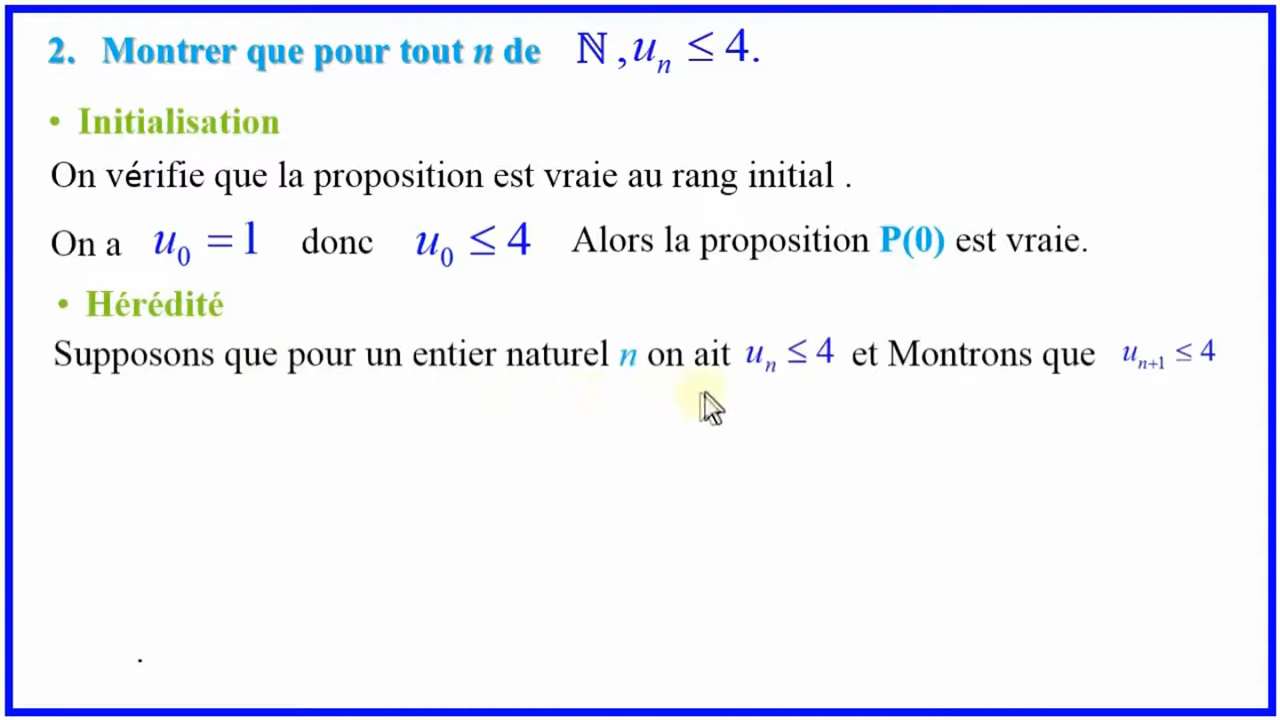 2. Montrer que pour tout n de ℕ ,uₙ ≤ 4.
• Initialisation
On vérifie que la proposition est vraie au rang initial .
On a u₀ = 1 donc u₀ ≤ 4 Alors la proposition P(0) est vraie.
• Hérédité
Supposons que pour un entier naturel n on ait uₙ ≤ 4 et Montrons que uₙ₊₁ ≤ 4
.